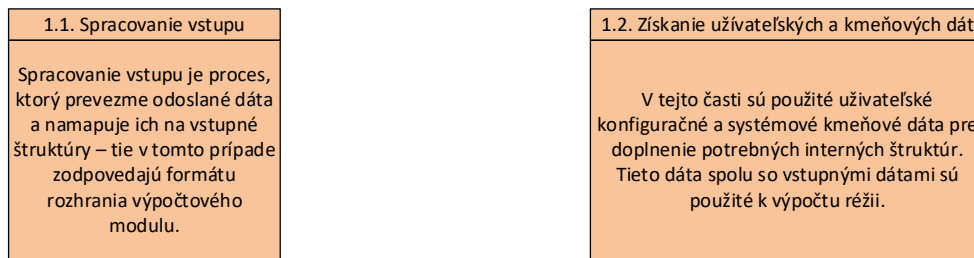 1.1. Spracovanie vstupu
Spracovanie vstupu je proces,
ktorý prevezme odoslané dáta
a namapuje ich na vstupné
štruktúry – tie v tomto prípade
zodpovedajú formátu
rozhrania výpočtového
modulu.
1.2. Získanie užívateľských a kmeňových dát
V tejto časti sú použité uživateľské
konfiguračné a systémové kmeňové dáta pre
doplnenie potrebných interných štruktúr.
Tieto dáta spolu so vstupnými dátami sú
použité k výpočtu réžii.